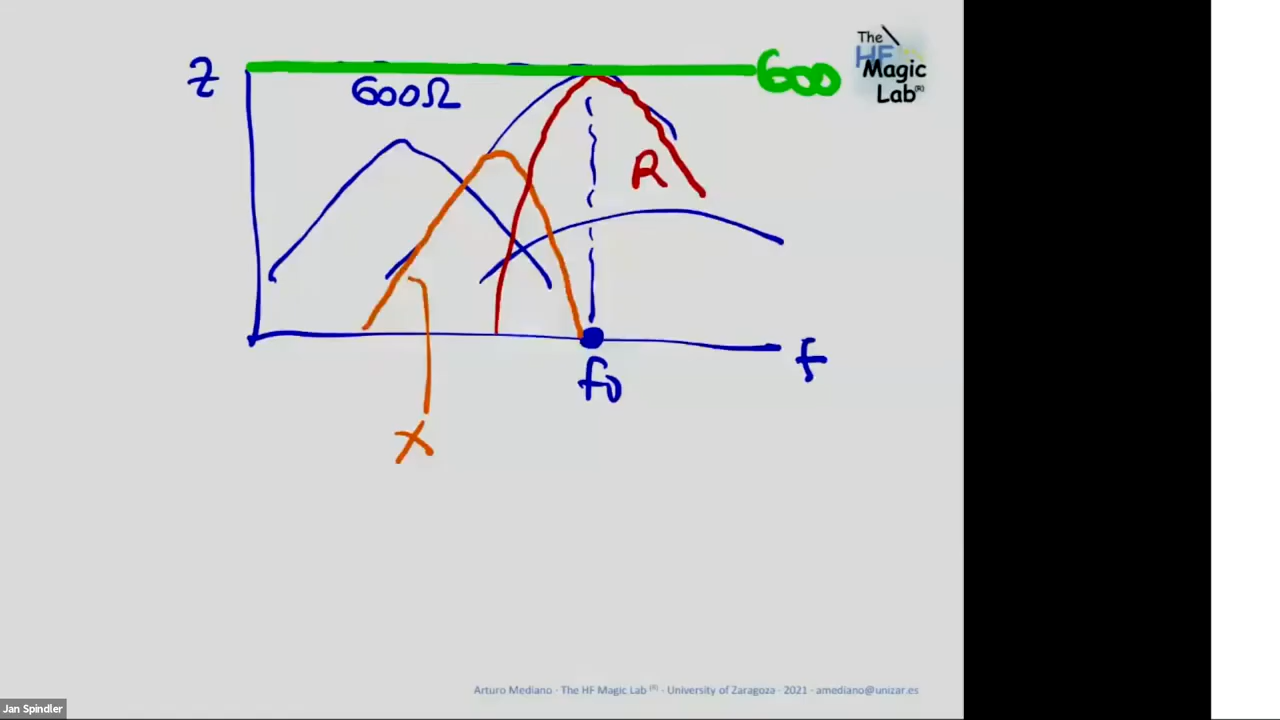 The
HF
Magic
Lab(R)
Z
600
600Ω
R
f0
f
X
Arturo Mediano · The HF Magic Lab (R) · University of Zaragoza · 2021 · amediano@unizar.es
Jan Spindler